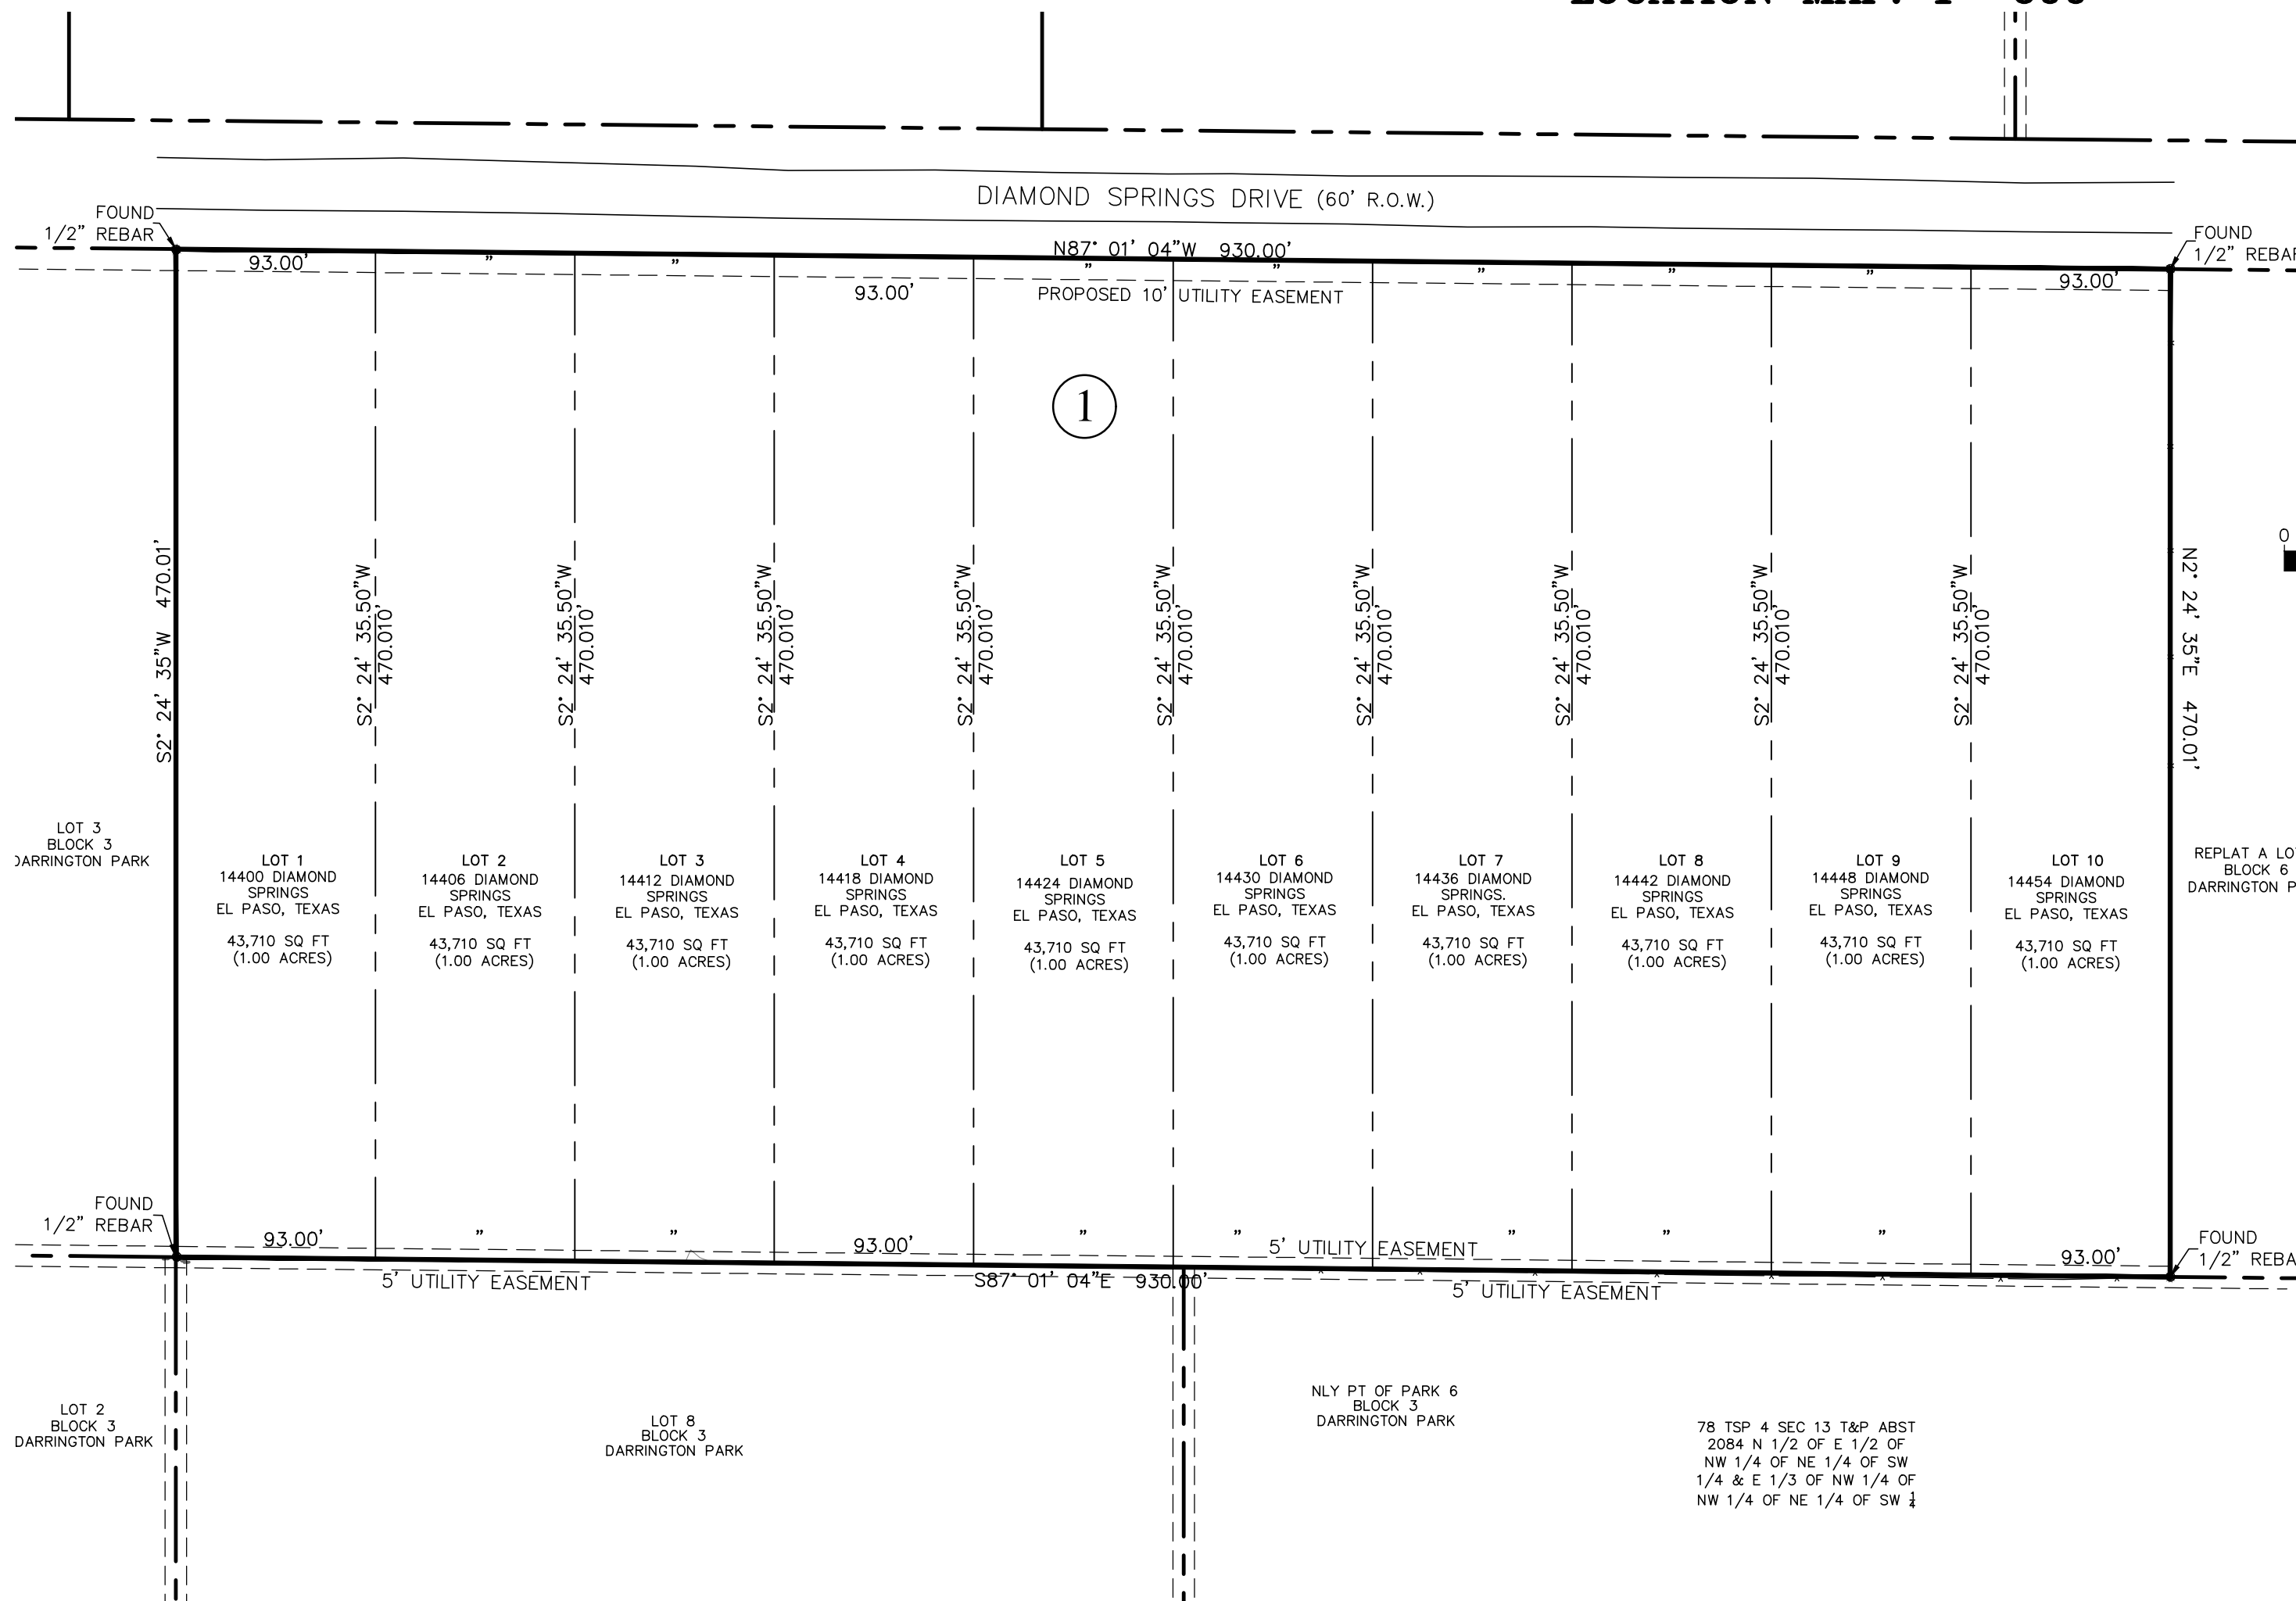 DIAMOND SPRINGS DRIVE (60' R.O.W.)
FOUND
1/2" REBAR
FOUND
1/2" REBAR
N87° 01' 04"W 930.00'
93.00'
"
"
93.00'
"
"
"
"
"
93.00'
PROPOSED 10' UTILITY EASEMENT
1
S2° 24' 35"W 470.01'
S2° 24' 35.50"W
470.010'
S2° 24' 35.50"W
470.010'
S2° 24' 35.50"W
470.010'
S2° 24' 35.50"W
470.010'
S2° 24' 35.50"W
470.010'
S2° 24' 35.50"W
470.010'
S2° 24' 35.50"W
470.010'
S2° 24' 35.50"W
470.010'
S2° 24' 35.50"W
470.010'
N2° 24' 35"E 470.01'
0
LOT 3
BLOCK 3
DARRINGTON PARK
LOT 1
14400 DIAMOND
SPRINGS
EL PASO, TEXAS
43,710 SQ FT
(1.00 ACRES)
LOT 2
14406 DIAMOND
SPRINGS
EL PASO, TEXAS
43,710 SQ FT
(1.00 ACRES)
LOT 3
14412 DIAMOND
SPRINGS
EL PASO, TEXAS
43,710 SQ FT
(1.00 ACRES)
LOT 4
14418 DIAMOND
SPRINGS
EL PASO, TEXAS
43,710 SQ FT
(1.00 ACRES)
LOT 5
14424 DIAMOND
SPRINGS
EL PASO, TEXAS
43,710 SQ FT
(1.00 ACRES)
LOT 6
14430 DIAMOND
SPRINGS
EL PASO, TEXAS
43,710 SQ FT
(1.00 ACRES)
LOT 7
14436 DIAMOND
SPRINGS.
EL PASO, TEXAS
43,710 SQ FT
(1.00 ACRES)
LOT 8
14442 DIAMOND
SPRINGS
EL PASO, TEXAS
43,710 SQ FT
(1.00 ACRES)
LOT 9
14448 DIAMOND
SPRINGS
EL PASO, TEXAS
43,710 SQ FT
(1.00 ACRES)
LOT 10
14454 DIAMOND
SPRINGS
EL PASO, TEXAS
43,710 SQ FT
(1.00 ACRES)
REPLAT A LO
BLOCK 6
DARRINGTON P
FOUND
1/2" REBAR
93.00'
"
"
93.00'
"
"
5' UTILITY EASEMENT
"
"
"
93.00'
FOUND
1/2" REBA
5' UTILITY EASEMENT
S87° 01' 04"E 930.00'
5' UTILITY EASEMENT
LOT 2
BLOCK 3
DARRINGTON PARK
LOT 8
BLOCK 3
DARRINGTON PARK
NLY PT OF PARK 6
BLOCK 3
DARRINGTON PARK
78 TSP 4 SEC 13 T&P ABST
2084 N 1/2 OF E 1/2 OF
NW 1/4 OF NE 1/4 OF SW
1/4 & E 1/3 OF NW 1/4 OF
NW 1/4 OF NE 1/4 OF SW ¼